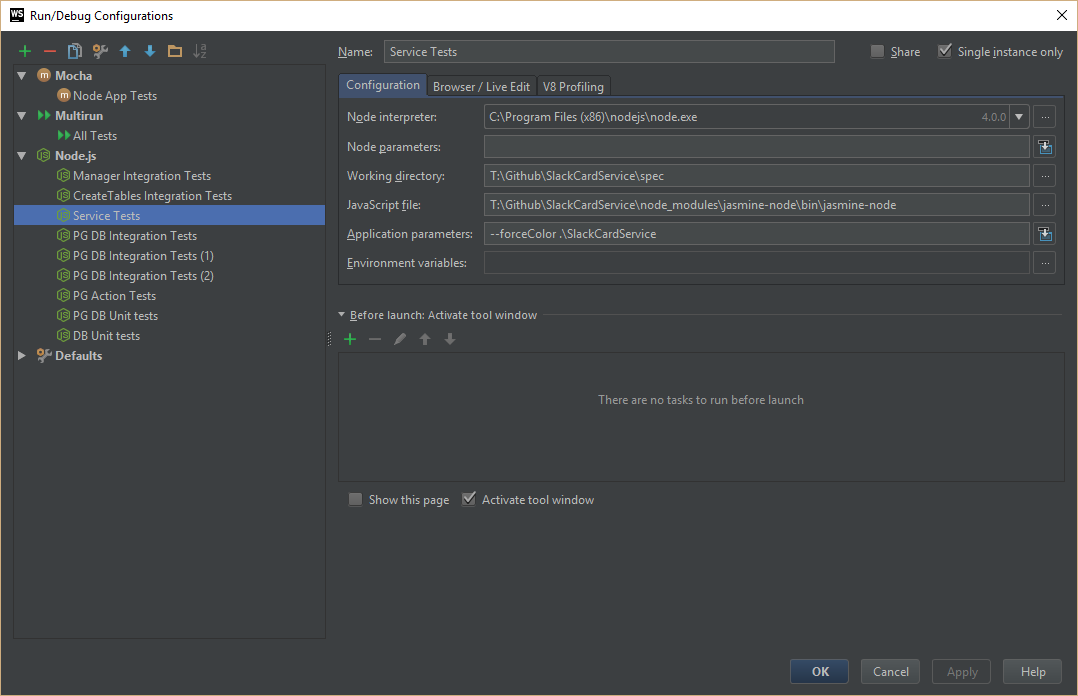 WS Run/Debug Configurations
Name: Service Tests Share Single instance only
Mocha
Node App Tests
Multirun
All Tests
Node.js
Manager Integration Tests
CreateTables Integration Tests
Service Tests
PG DB Integration Tests
PG DB Integration Tests (1)
PG DB Integration Tests (2)
PG Action Tests
PG DB Unit tests
DB Unit tests
Defaults
Configuration Browser / Live Edit V8 Profiling
Node interpreter: C:\Program Files (x86)\nodejs\node.exe 4.0.0 ...
Node parameters:
Working directory: T:\Github\SlackCardService\spec ...
JavaScript file: T:\Github\SlackCardService\node_modules\jasmine-node\bin\jasmine-node ...
Application parameters: --forceColor .\SlackCardService
Environment variables: ...
Before launch: Activate tool window
There are no tasks to run before launch
Show this page Activate tool window
OK Cancel Apply Help